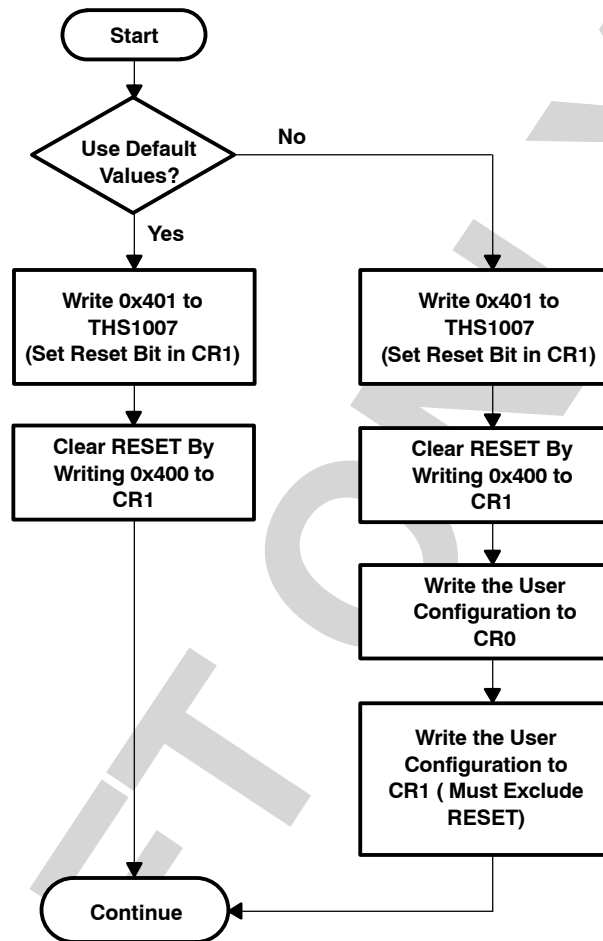 Start
Use Default
Values?
No
Yes
Write 0x401 to
THS1007
(Set Reset Bit in CR1)
Clear RESET By
Writing 0x400 to
CR1
Write 0x401 to
THS1007
(Set Reset Bit in CR1)
Clear RESET By
Writing 0x400 to
CR1
Write the User
Configuration to
CR0
Write the User
Configuration to
CR1 ( Must Exclude
RESET)
Continue